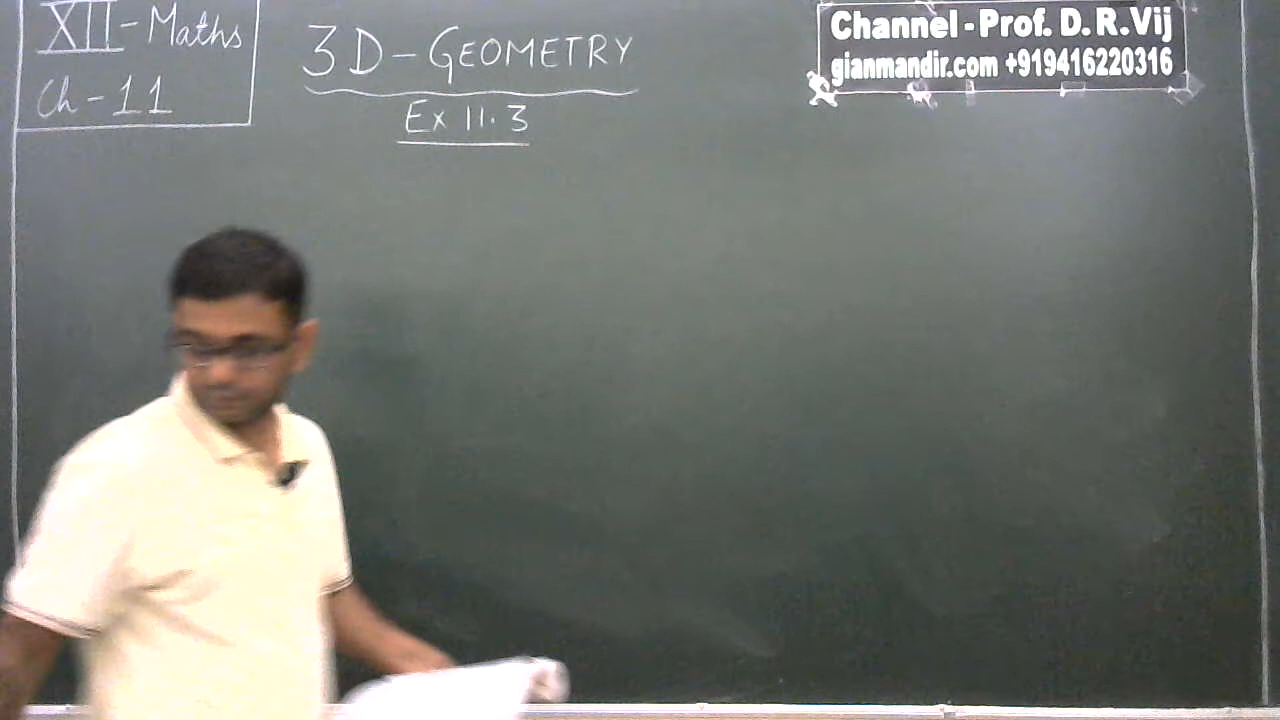 XII - Maths
Ch - 11
3D - GEOMETRY
Ex 11.3
Channel - Prof. D. R. Vij
gianmandir.com +919416220316